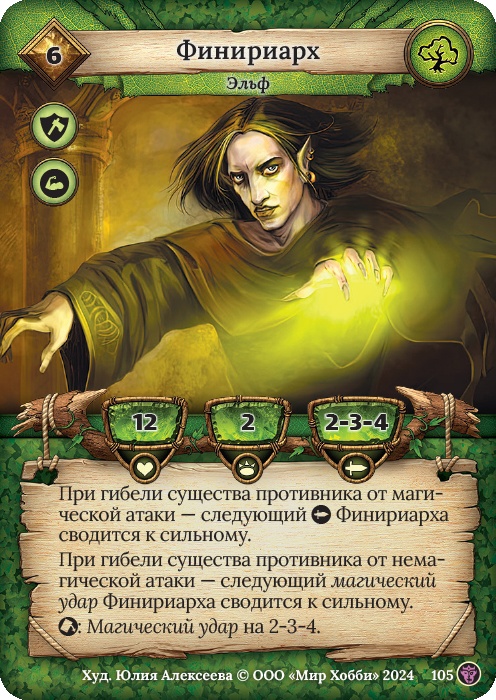 6
Финириарх
Эльф
12
2
2-3-4
При гибели существа противника от маги-
ческой атаки — следующий Финириарха
сводится к сильному.
При гибели существа противника от нема-
гической атаки — следующий магический
удар Финириарха сводится к сильному.
: Магический удар на 2-3-4.
Худ. Юлия Алексеева © ООО «Мир Хобби» 2024 105